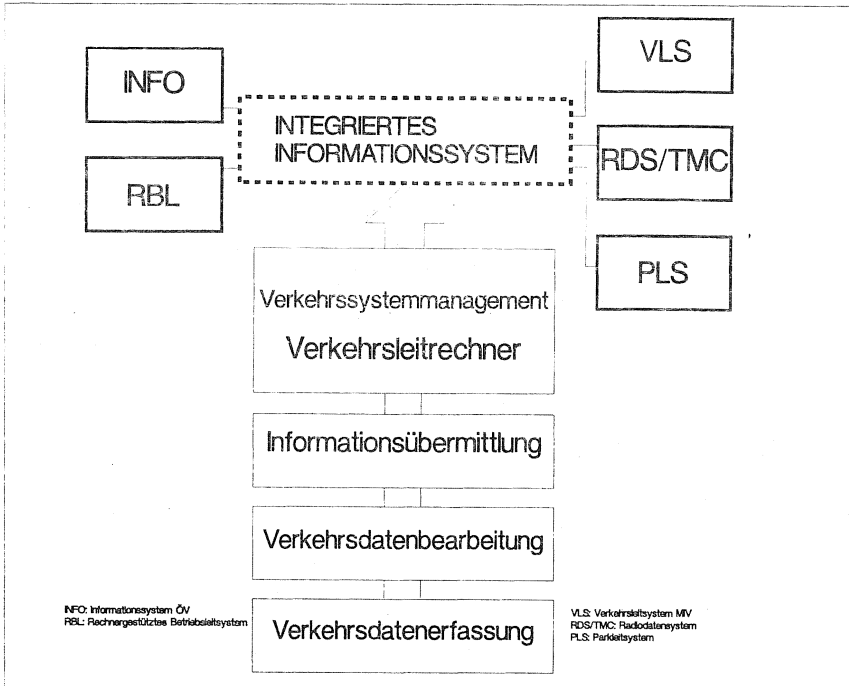 INFO
VLS
INTEGRIERTES
INFORMATIONSSYSTEM
RDS/TMC
RBL
PLS
Verkehrssystemmanagement
Verkehrsleitrechner
Informationsübermittlung
Verkehrsdatenbearbeitung
Verkehrsdatenerfassung
INFO: Informationssystem ÖV
RBL: Rechnergestütztes Betriebsleitsystem
VLS: Verkehrsleitsystem MIV
RDS/TMC: Radiodatensystem
PLS: Parkleitsystem